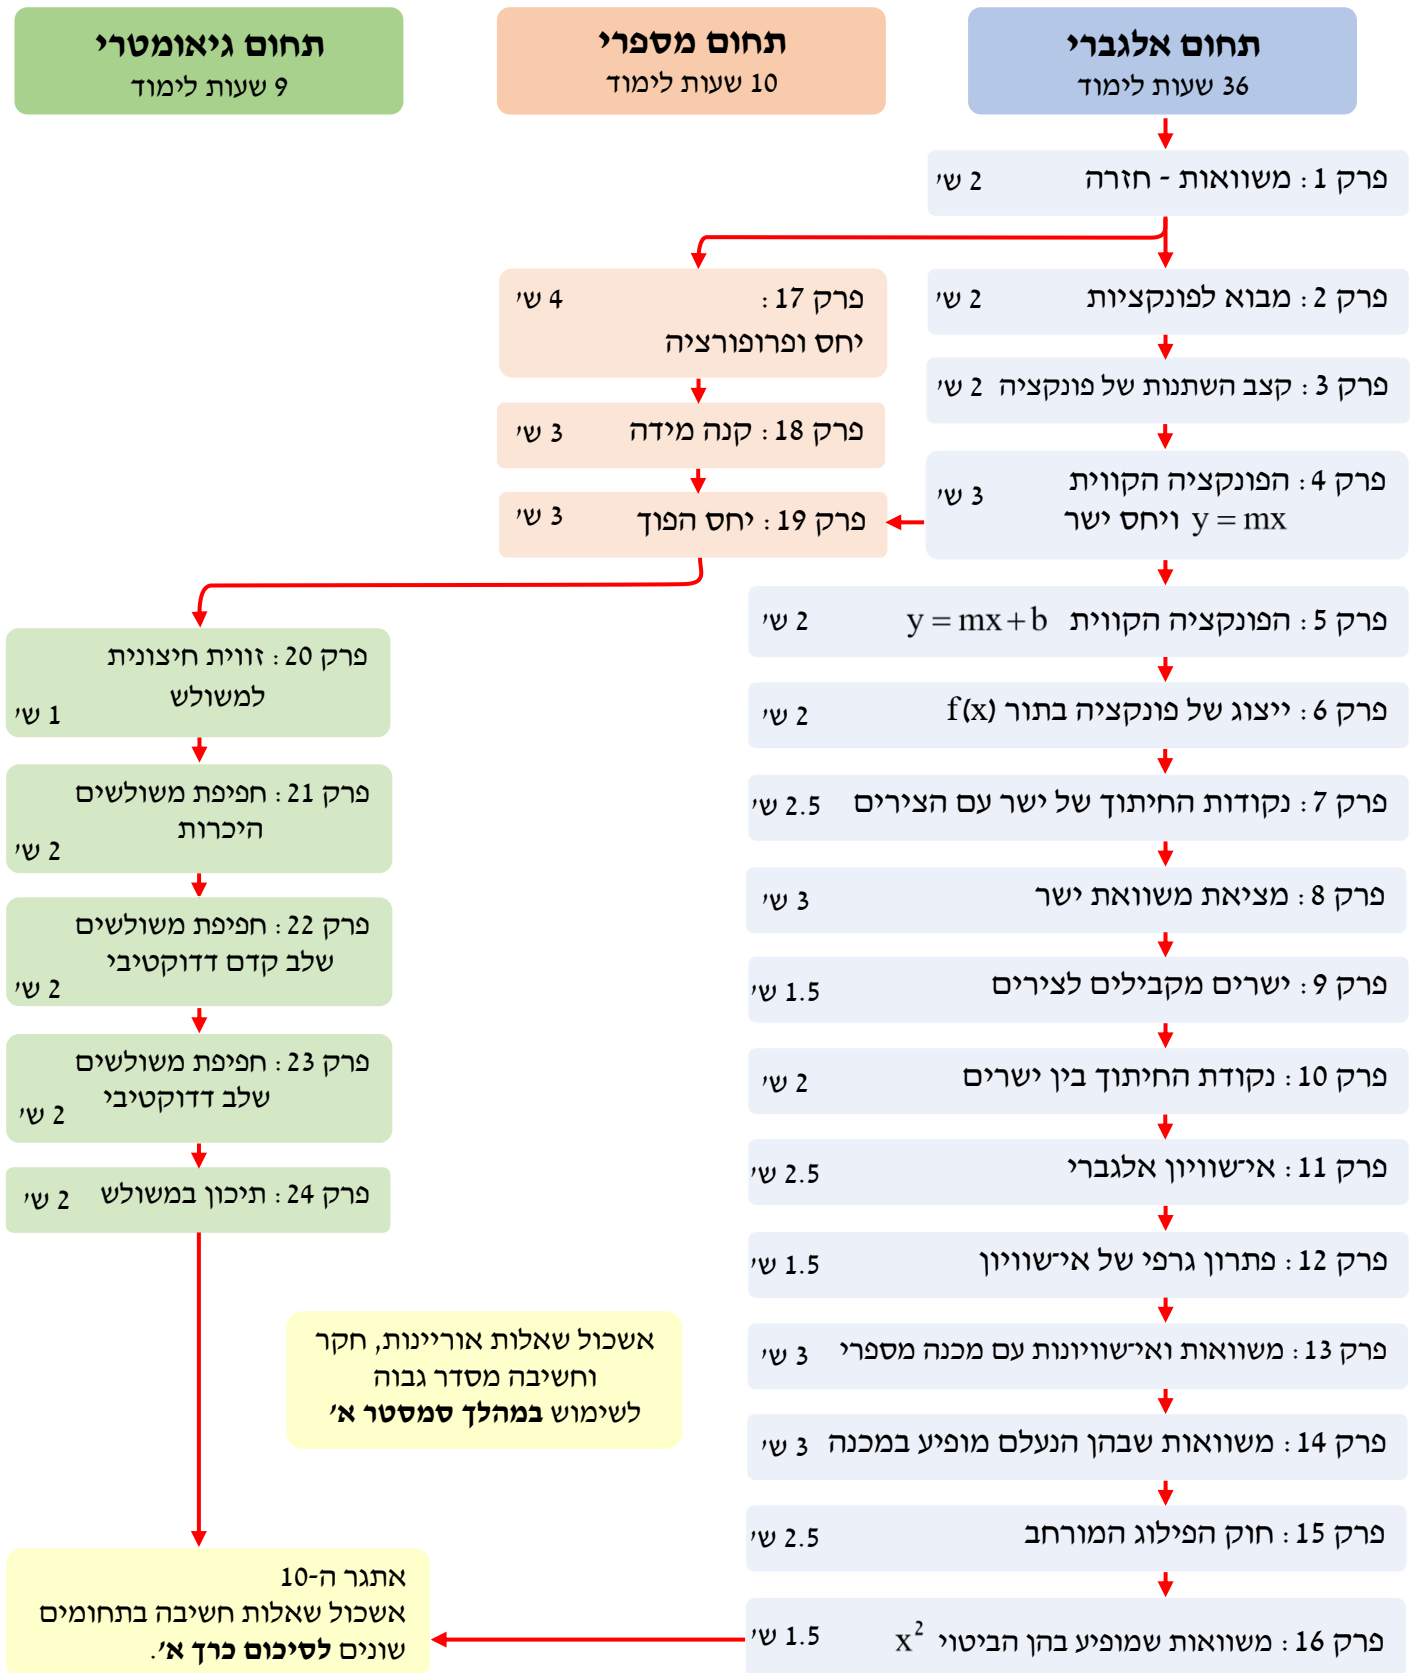 תחום אלגברי
36 שעות לימוד
תחום מספרי
10 שעות לימוד
תחום גיאומטרי
9 שעות לימוד
פרק 1: משוואות - חזרה 2 ש'
פרק 2: מבוא לפונקציות 2 ש'
פרק 3: קצב השתנות של פונקציה 2 ש'
פרק 4: הפונקציה הקווית 3 ש'
y = mx ויחס ישר
פרק 5: הפונקציה הקווית y = mx + b 2 ש'
פרק 6: ייצוג של פונקציה בתור f(x) 2 ש'
פרק 7: נקודות החיתוך של ישר עם הצירים 2.5 ש'
פרק 8: מציאת משוואת ישר 3 ש'
פרק 9: ישרים מקבילים לצירים 1.5 ש'
פרק 10: נקודת החיתוך בין ישרים 2 ש'
פרק 11: אי־שוויון אלגברי 2.5 ש'
פרק 12: פתרון גרפי של אי־שוויון 1.5 ש'
פרק 13: משוואות ואי־שוויונות עם מכנה מספרי 3 ש'
פרק 14: משוואות שבהן הנעלם מופיע במכנה 3 ש'
פרק 15: חוק הפילוג המורחב 2.5 ש'
פרק 16: משוואות שמופיע בהן הביטוי x² 1.5 ש'
פרק 17: 4 ש'
יחס ופרופורציה
פרק 18: קנה מידה 3 ש'
פרק 19: יחס הפוך 3 ש'
פרק 20: זווית חיצונית
למשולש 1 ש'
פרק 21: חפיפת משולשים
היכרות
2 ש'
פרק 22: חפיפת משולשים
שלב קדם דדוקטיבי
2 ש'
פרק 23: חפיפת משולשים
שלב דדוקטיבי
2 ש'
פרק 24: תיכון במשולש 2 ש'
אשכול שאלות אוריינות, חקר
וחשיבה מסדר גבוה
לשימוש במהלך סמסטר א'
אתגר ה-10
אשכול שאלות חשיבה בתחומים
שונים לסיכום כרך א'.